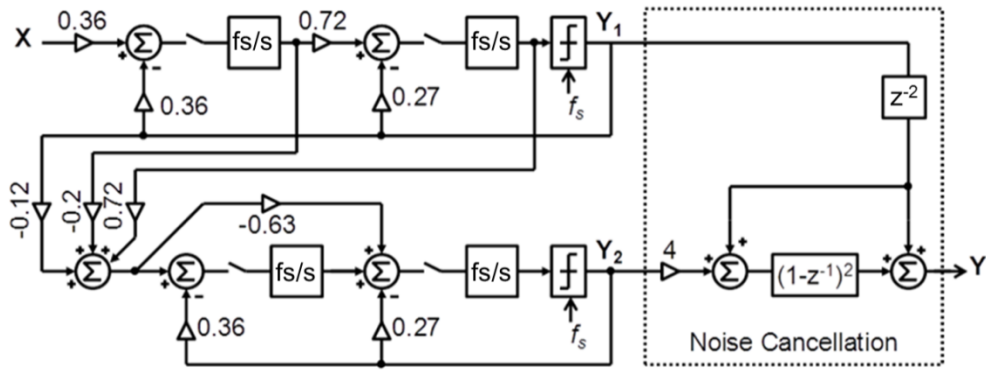 X 0.36 Σ fs/s 0.72 Σ fs/s Y₁
0.36 0.27 fₛ z⁻²
-0.12 -0.2 0.72 -0.63
Σ Σ fs/s Σ fs/s Y₂ 4 Σ (1-z⁻¹)² Σ Y
0.36 0.27 fₛ
Noise Cancellation